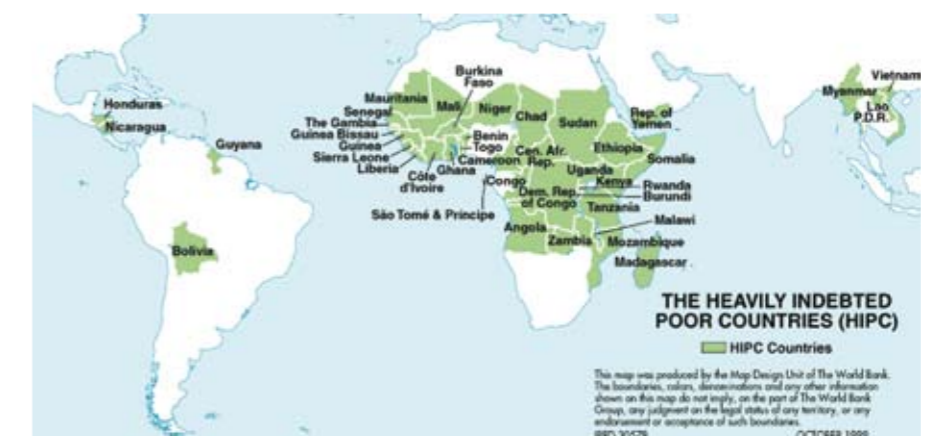 Honduras
Nicaragua
Guyana
Bolivia
Burkina
Faso
Mauritania
Mali
Niger
Chad
Sudan
Senegal
The Gambia
Guinea Bissau
Guinea
Sierra Leone
Liberia
Côte
d'Ivoire
Ghana
Benin
Togo
Cameroon
Cen. Afr.
Rep.
Ethiopia
Somalia
Uganda
Kenya
Congo
Dem. Rep.
of Congo
Rwanda
Burundi
Tanzania
São Tomé & Príncipe
Malawi
Angola
Zambia
Mozambique
Madagascar
Rep. of
Yemen
Vietnam
Myanmar
Lao
P.D.R.
THE HEAVILY INDEBTED
POOR COUNTRIES (HIPC)
HIPC Countries
This map was produced by the Map Design Unit of The World Bank.
The boundaries, colors, denominations and any other information
shown on this map do not imply, on the part of The World Bank
Group, any judgment on the legal status of any territory, or any
endorsement or acceptance of such boundaries.
OCTOBER 1999